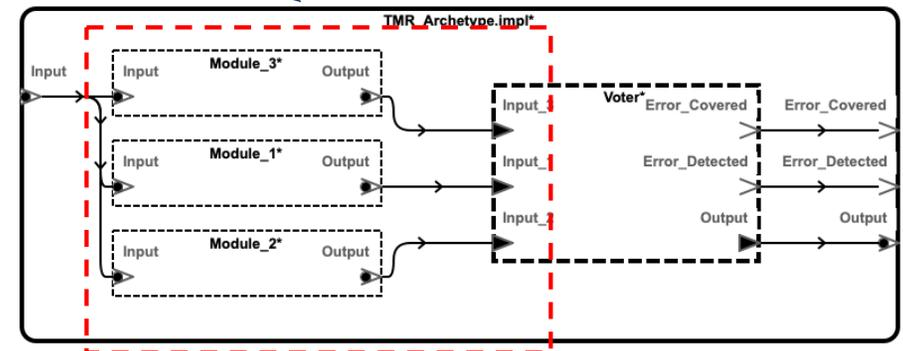 TMR_Archetype.impl*
Input
Input
Module_3*
Output
Input
Module_1*
Output
Input
Module_2*
Output
Voter*
Input_3
Input_1
Input_2
Error_Covered
Error_Detected
Output
Error_Covered
Error_Detected
Output